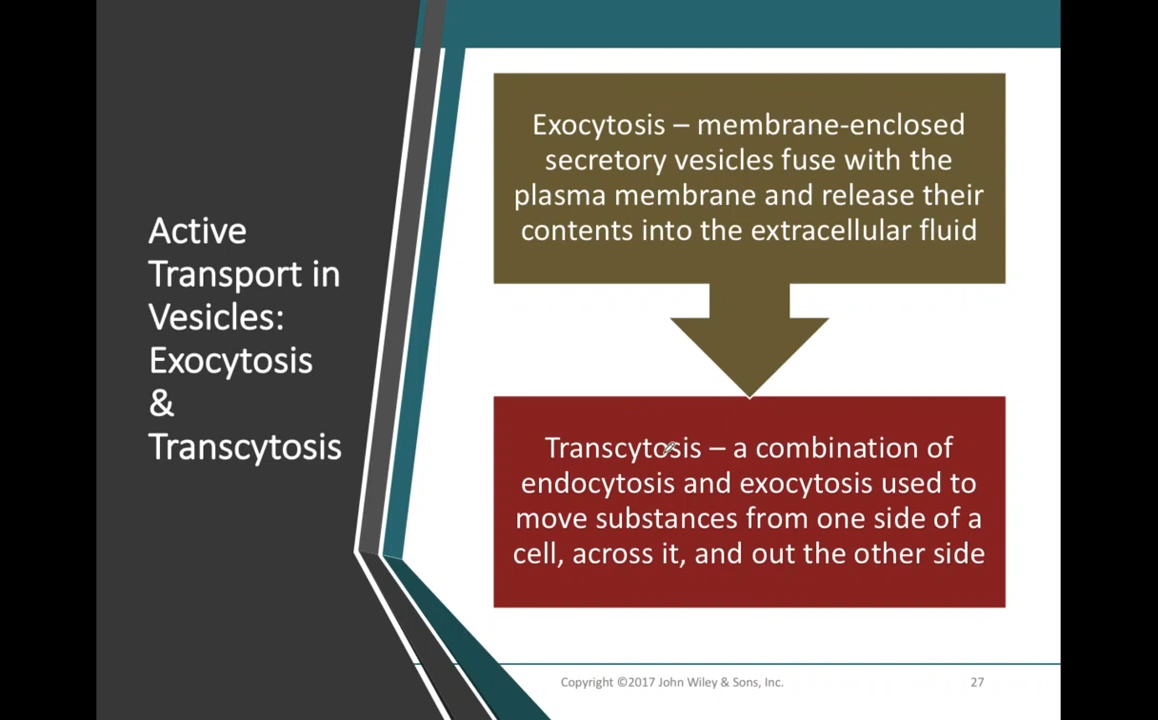 Active
Transport in
Vesicles:
Exocytosis
&
Transcytosis
Exocytosis – membrane-enclosed
secretory vesicles fuse with the
plasma membrane and release their
contents into the extracellular fluid
Transcytosis – a combination of
endocytosis and exocytosis used to
move substances from one side of a
cell, across it, and out the other side
Copyright ©2017 John Wiley & Sons, Inc.
27